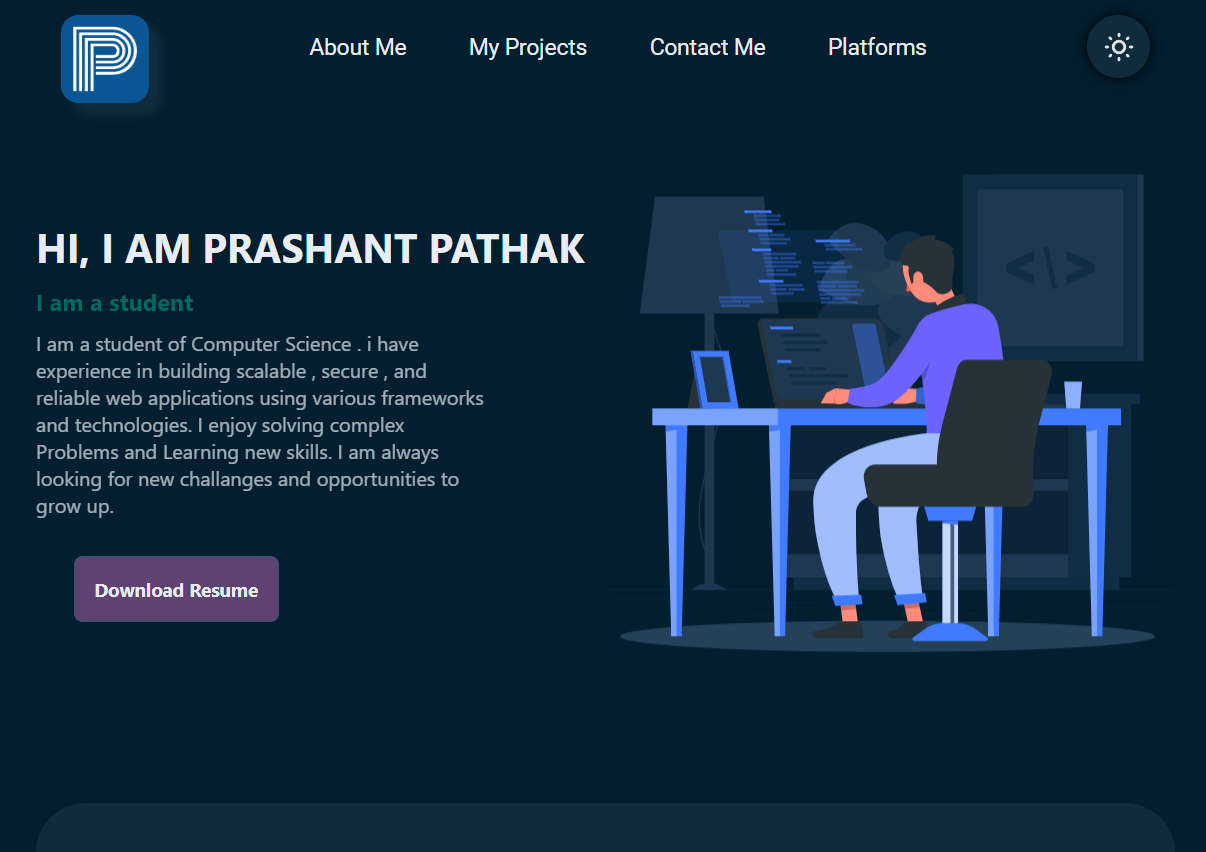 P
About Me
My Projects
Contact Me
Platforms
HI, I AM PRASHANT PATHAK
I am a student
I am a student of Computer Science . i have
experience in building scalable , secure , and
reliable web applications using various frameworks
and technologies. I enjoy solving complex
Problems and Learning new skills. I am always
looking for new challanges and opportunities to
grow up.
Download Resume
<\>